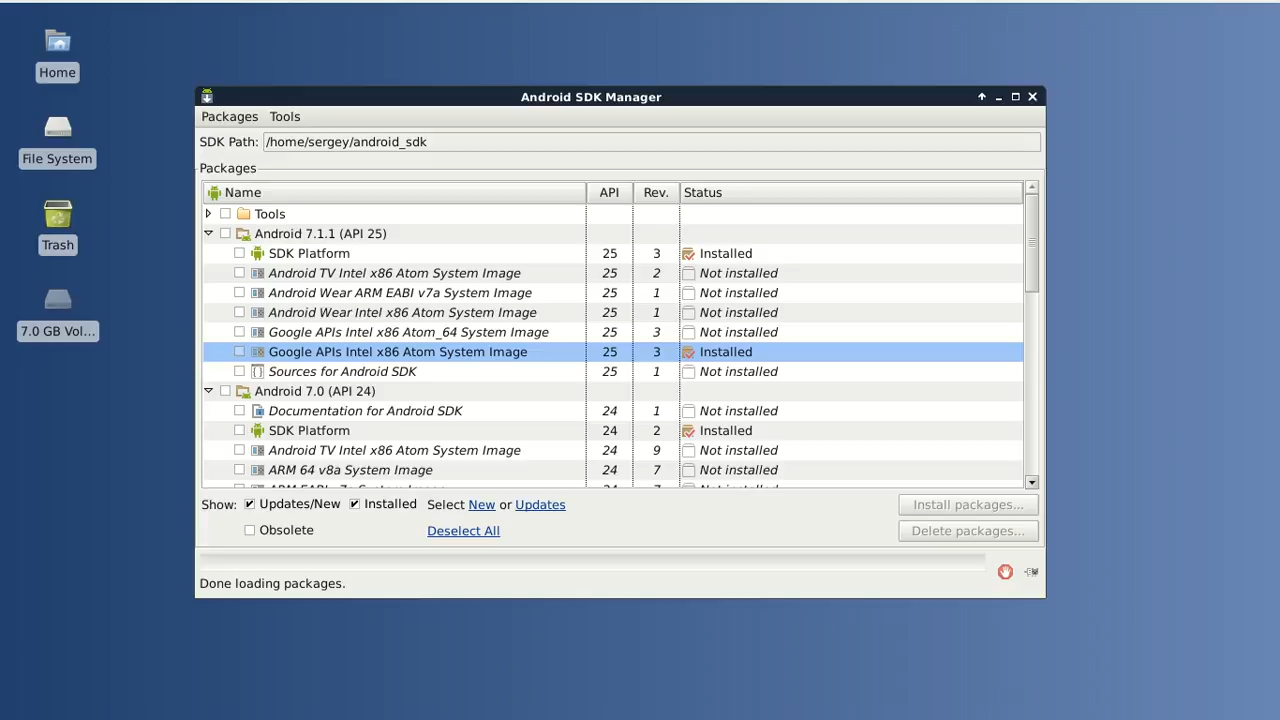 Home
File System
Trash
7.0 GB Vol...
Android SDK Manager
Packages Tools
SDK Path: /home/sergey/android_sdk
Packages
Name API Rev. Status
Tools
Android 7.1.1 (API 25)
SDK Platform 25 3 Installed
Android TV Intel x86 Atom System Image 25 2 Not installed
Android Wear ARM EABI v7a System Image 25 1 Not installed
Android Wear Intel x86 Atom System Image 25 1 Not installed
Google APIs Intel x86 Atom_64 System Image 25 3 Not installed
Google APIs Intel x86 Atom System Image 25 3 Installed
Sources for Android SDK 25 1 Not installed
Android 7.0 (API 24)
Documentation for Android SDK 24 1 Not installed
SDK Platform 24 2 Installed
Android TV Intel x86 Atom System Image 24 9 Not installed
ARM 64 v8a System Image 24 7 Not installed
Show: Updates/New Installed Select New or Updates Install packages...
Obsolete Deselect All Delete packages...
Done loading packages.